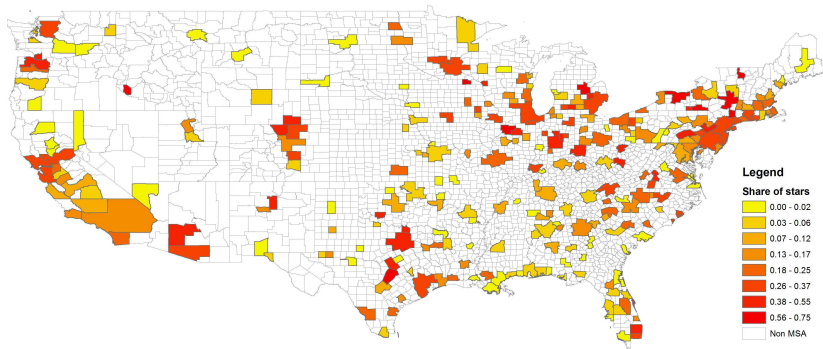 Legend
Share of stars
0.00 - 0.02
0.03 - 0.06
0.07 - 0.12
0.13 - 0.17
0.18 - 0.25
0.26 - 0.37
0.38 - 0.55
0.56 - 0.75
Non MSA